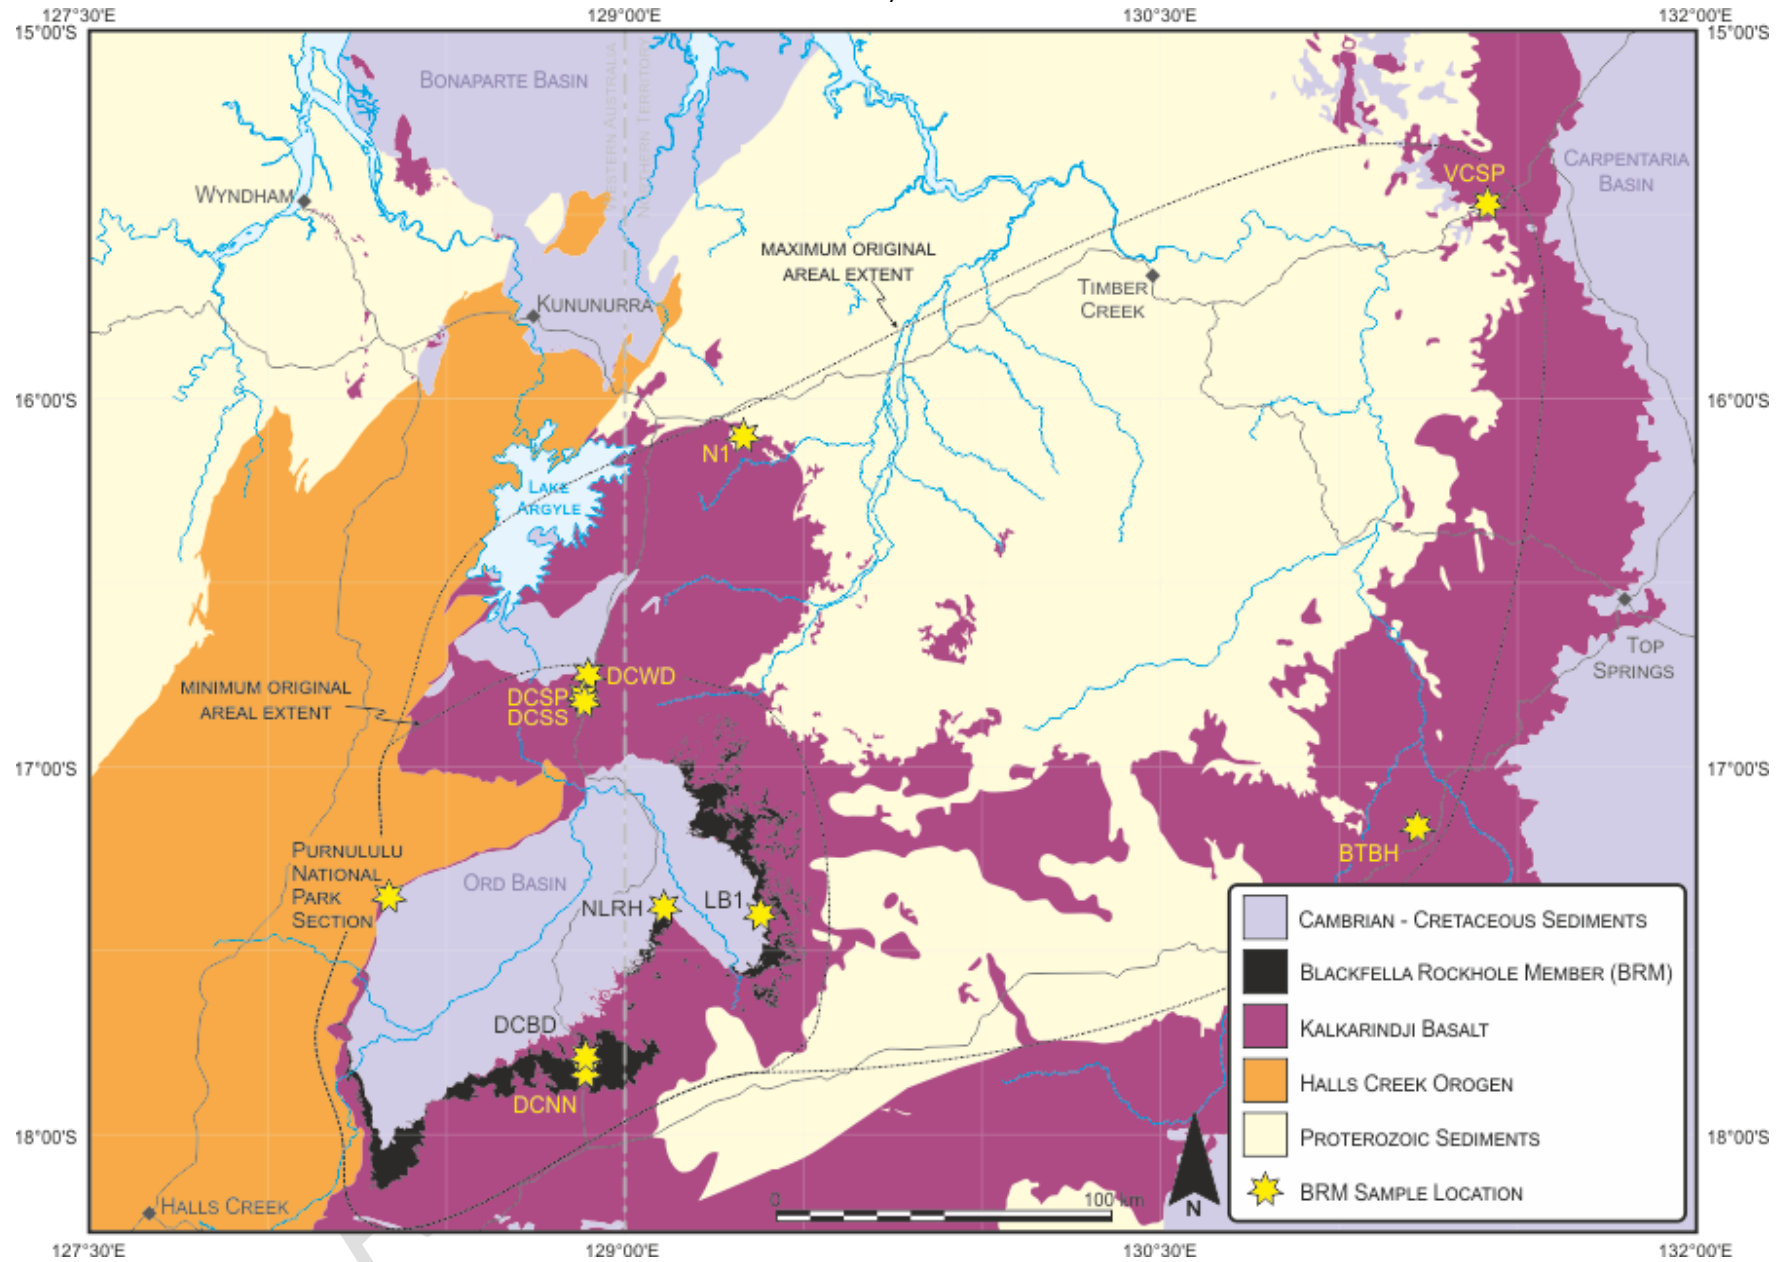 127°30'E
129°00'E
130°30'E
132°00'E
15°00'S
15°00'S
BONAPARTE BASIN
WESTERN AUSTRALIA
NORTHERN TERRITORY
CARPENTARIA
BASIN
VCSP
WYNDHAM
MAXIMUM ORIGINAL
AREAL EXTENT
TIMBER
CREEK
KUNUNURRA
16°00'S
16°00'S
N1
LAKE
ARGYLE
TOP
SPRINGS
DCWD
DCSP
DCSS
MINIMUM ORIGINAL
AREAL EXTENT
17°00'S
17°00'S
BTBH
PURNULULU
NATIONAL
PARK
SECTION
ORD BASIN
NLRH
LB1
DCBD
DCNN
CAMBRIAN - CRETACEOUS SEDIMENTS
BLACKFELLA ROCKHOLE MEMBER (BRM)
KALKARINDJI BASALT
HALLS CREEK OROGEN
PROTEROZOIC SEDIMENTS
BRM SAMPLE LOCATION
18°00'S
18°00'S
HALLS CREEK
0
100 km
N
127°30'E
129°00'E
130°30'E
132°00'E